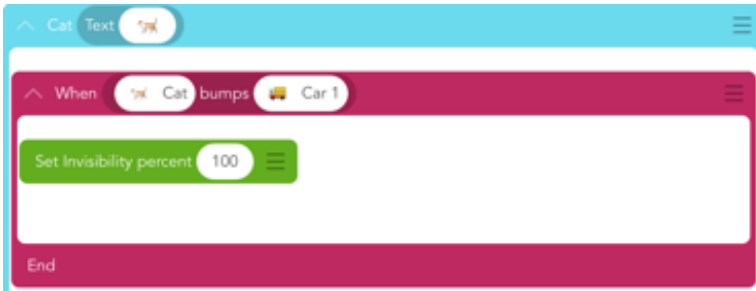 Cat Text 🐈
When 🐈 Cat bumps 🚚 Car 1
Set Invisibility percent 100
End